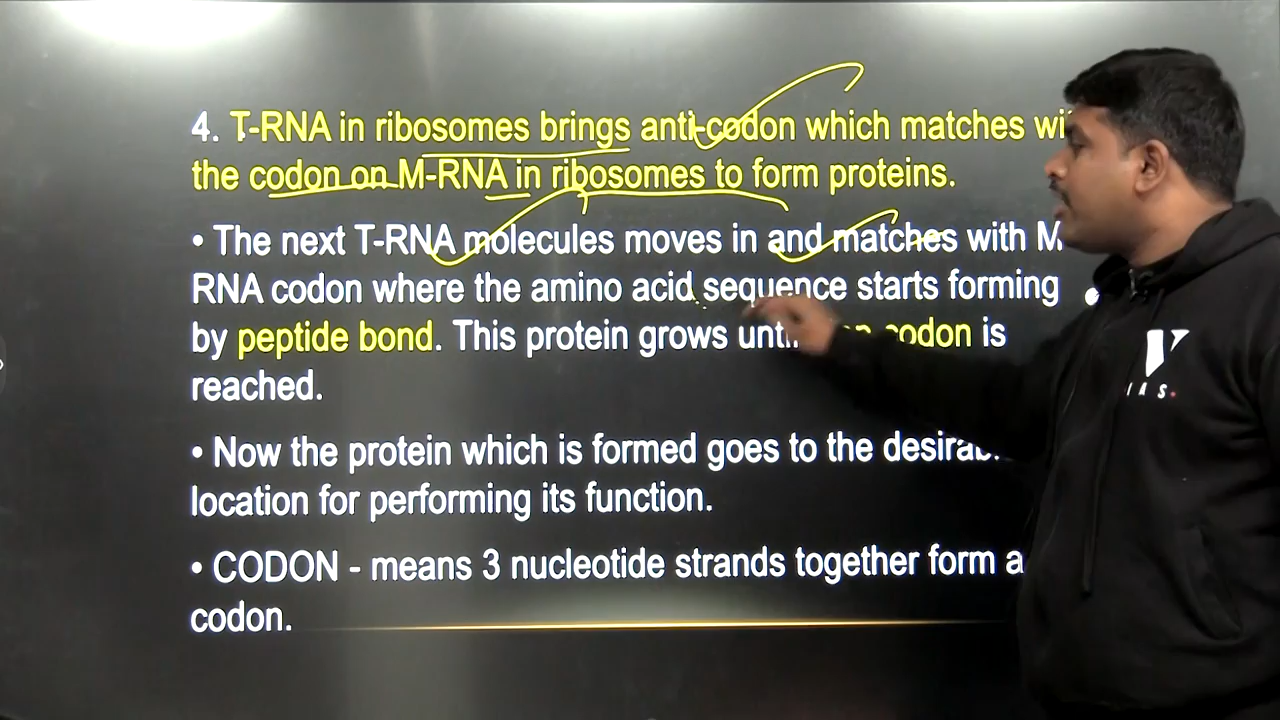 4. T-RNA in ribosomes brings anti-codon which matches
the codon on M-RNA in ribosomes to form proteins.
• The next T-RNA molecules moves in and matches with M
RNA codon where the amino acid sequence starts forming
by peptide bond. This protein grows codon is
reached.
• Now the protein which is formed goes to the
location for performing its function.
• CODON - means 3 nucleotide strands together form a
codon.
V
IAS.